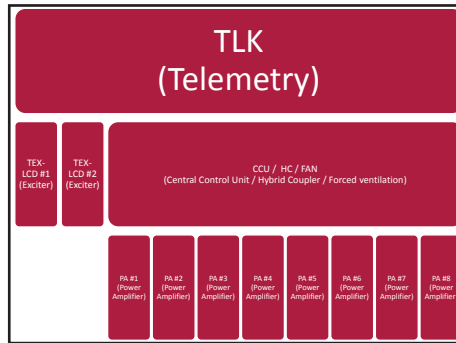 TLK
(Telemetry)
TEX-
LCD #1
(Exciter)
TEX-
LCD #2
(Exciter)
CCU / HC / FAN
(Central Control Unit / Hybrid Coupler / Forced ventilation)
PA #1
(Power
Amplifier)
PA #2
(Power
Amplifier)
PA #3
(Power
Amplifier)
PA #4
(Power
Amplifier)
PA #5
(Power
Amplifier)
PA #6
(Power
Amplifier)
PA #7
(Power
Amplifier)
PA #8
(Power
Amplifier)